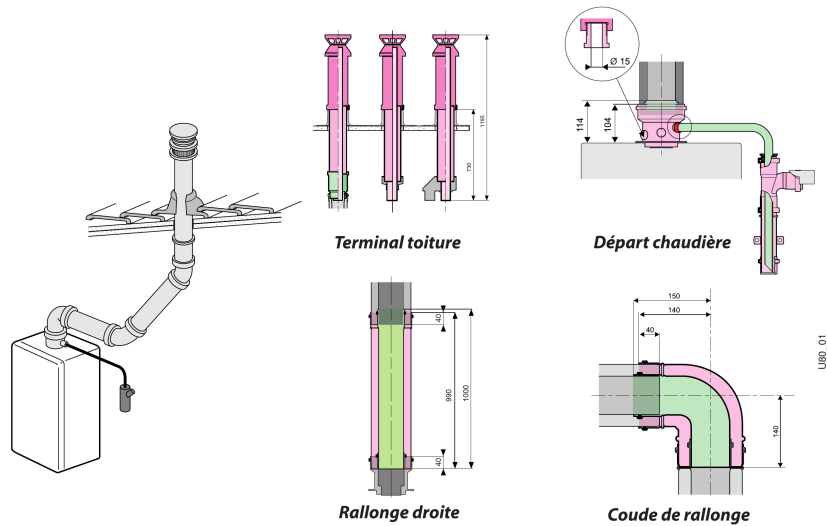 1195
730
Terminal toiture
Ø 15
114
104
Départ chaudière
40
990
1000
40
Rallonge droite
150
140
40
140
Coude de rallonge
U80_01